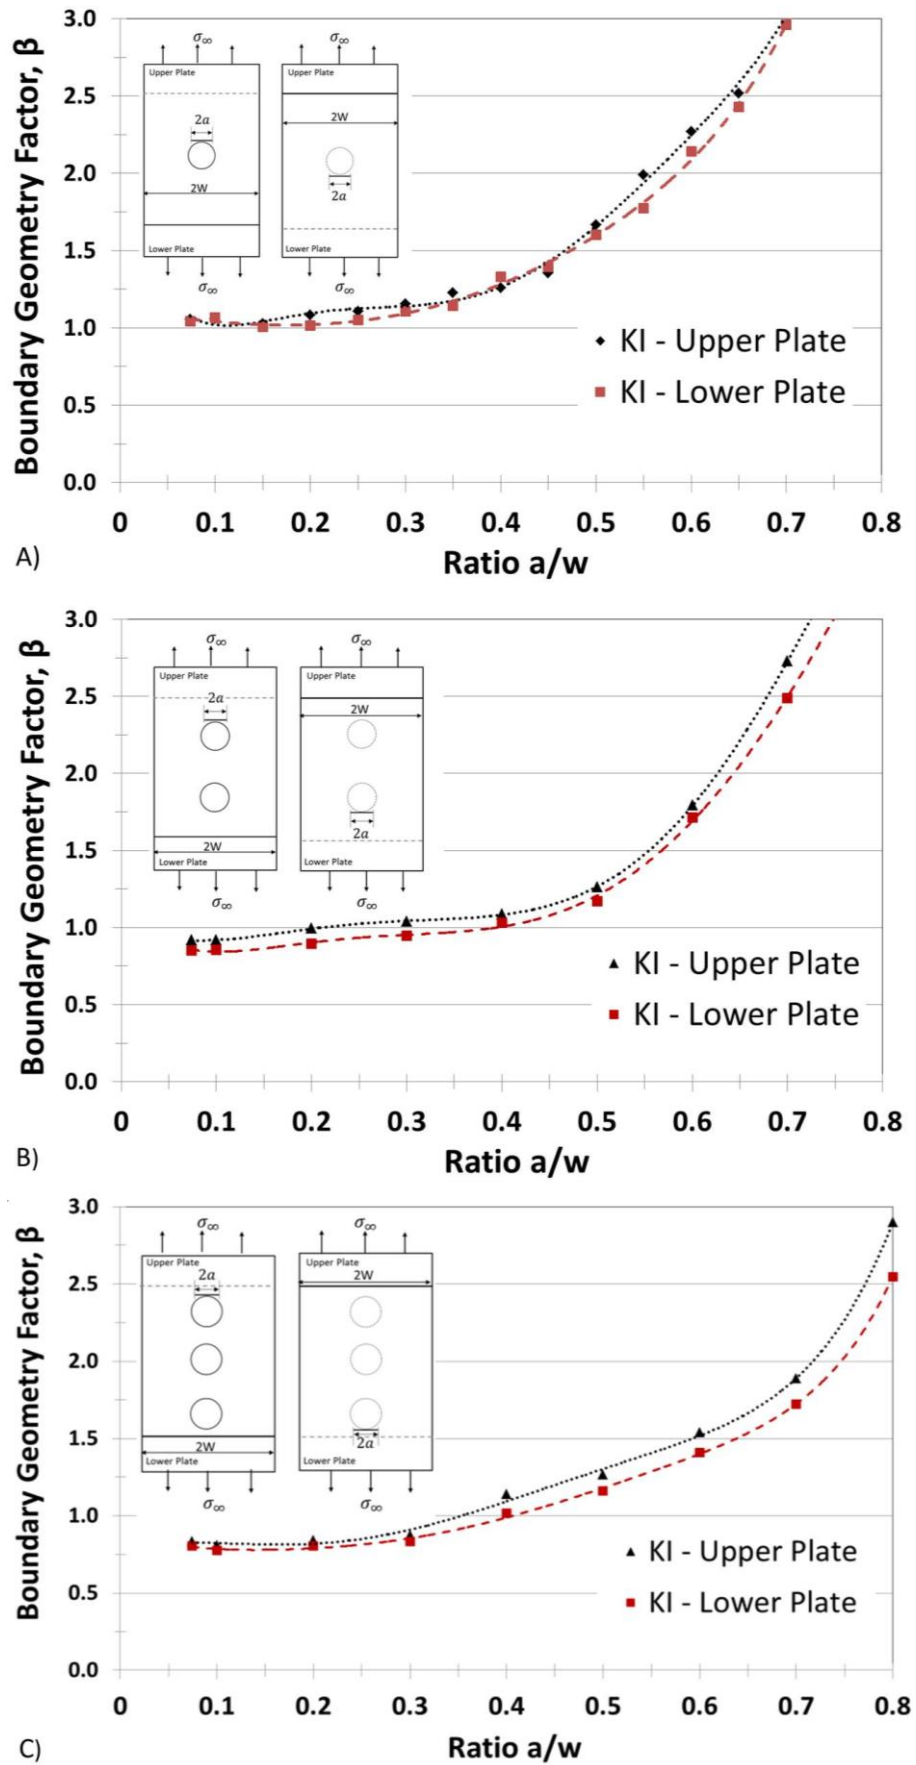 Boundary Geometry Factor, β
3.0
2.5
2.0
1.5
1.0
0.5
0.0
σ∞ σ∞
Upper Plate Upper Plate
2a 2W
2W 2a
Lower Plate Lower Plate
σ∞ σ∞
KI - Upper Plate
KI - Lower Plate
0 0.1 0.2 0.3 0.4 0.5 0.6 0.7 0.8
Ratio a/w
A)
Boundary Geometry Factor, β
3.0
2.5
2.0
1.5
1.0
0.5
0.0
σ∞ σ∞
Upper Plate Upper Plate
2a 2W
2W 2a
Lower Plate Lower Plate
σ∞ σ∞
KI - Upper Plate
KI - Lower Plate
0 0.1 0.2 0.3 0.4 0.5 0.6 0.7 0.8
Ratio a/w
B)
Boundary Geometry Factor, β
3.0
2.5
2.0
1.5
1.0
0.5
0.0
σ∞ σ∞
Upper Plate Upper Plate
2a 2W
2W 2a
Lower Plate Lower Plate
σ∞ σ∞
KI - Upper Plate
KI - Lower Plate
0 0.1 0.2 0.3 0.4 0.5 0.6 0.7 0.8
Ratio a/w
C)